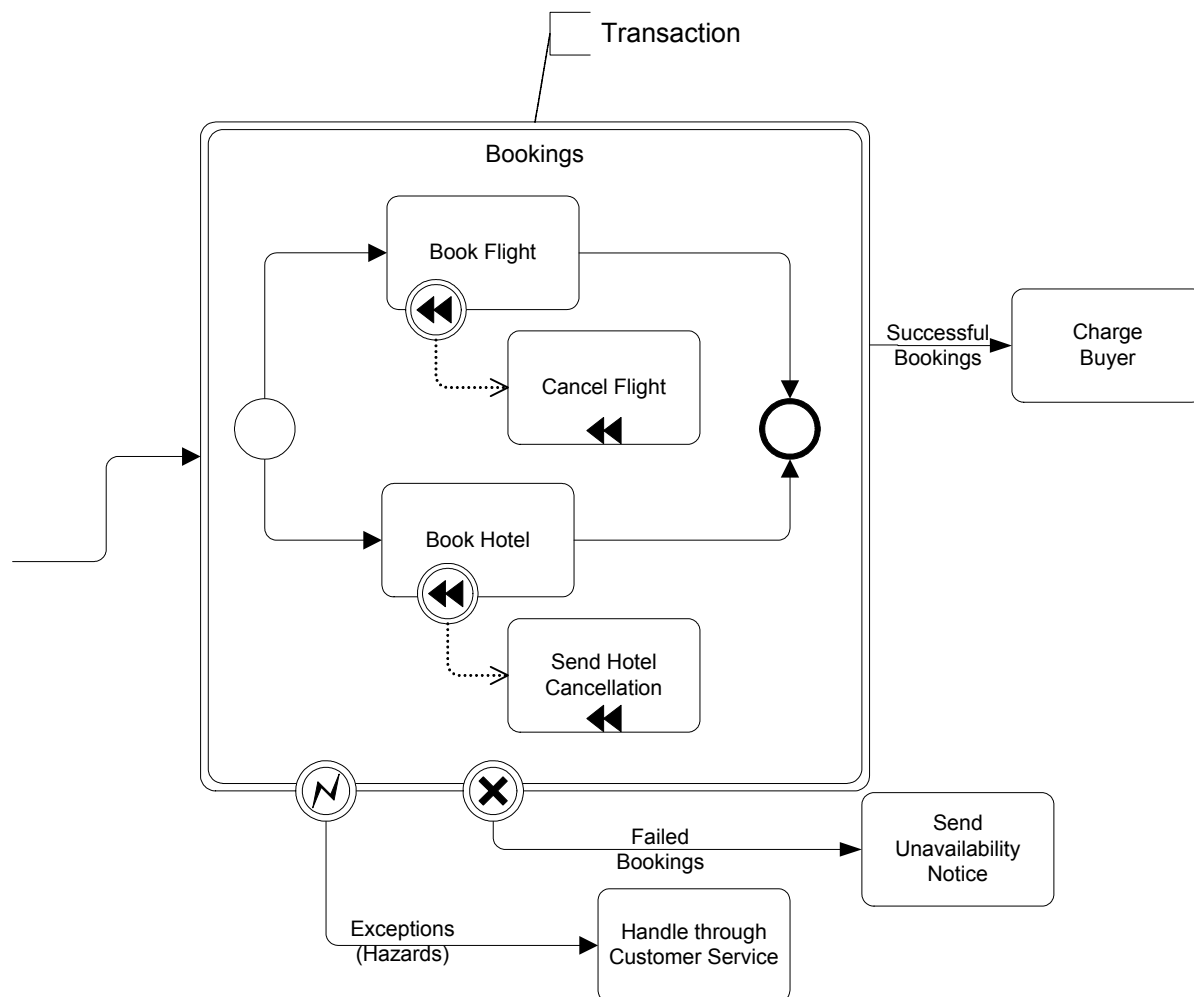 Transaction
Bookings
Book Flight
Cancel Flight
Successful
Bookings
Charge
Buyer
Book Hotel
Send Hotel
Cancellation
Failed
Bookings
Send
Unavailability
Notice
Exceptions
(Hazards)
Handle through
Customer Service